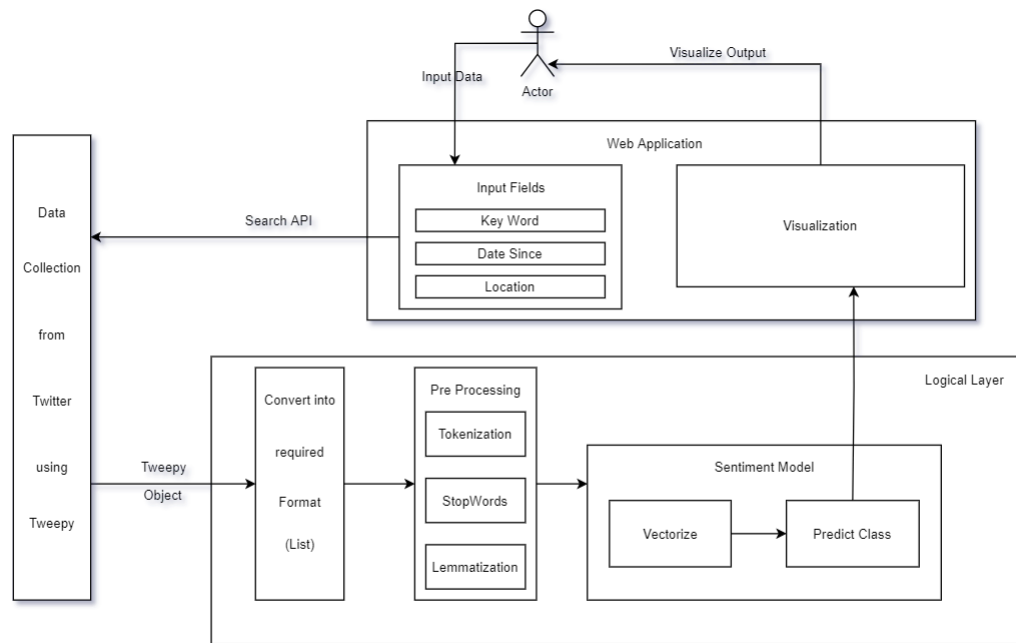 Visualize Output
Input Data
Actor
Web Application
Input Fields
Key Word
Date Since
Location
Visualization
Search API
Data
Collection
from
Twitter
using
Tweepy
Tweepy
Object
Logical Layer
Convert into
required
Format
(List)
Pre Processing
Tokenization
StopWords
Lemmatization
Sentiment Model
Vectorize
Predict Class